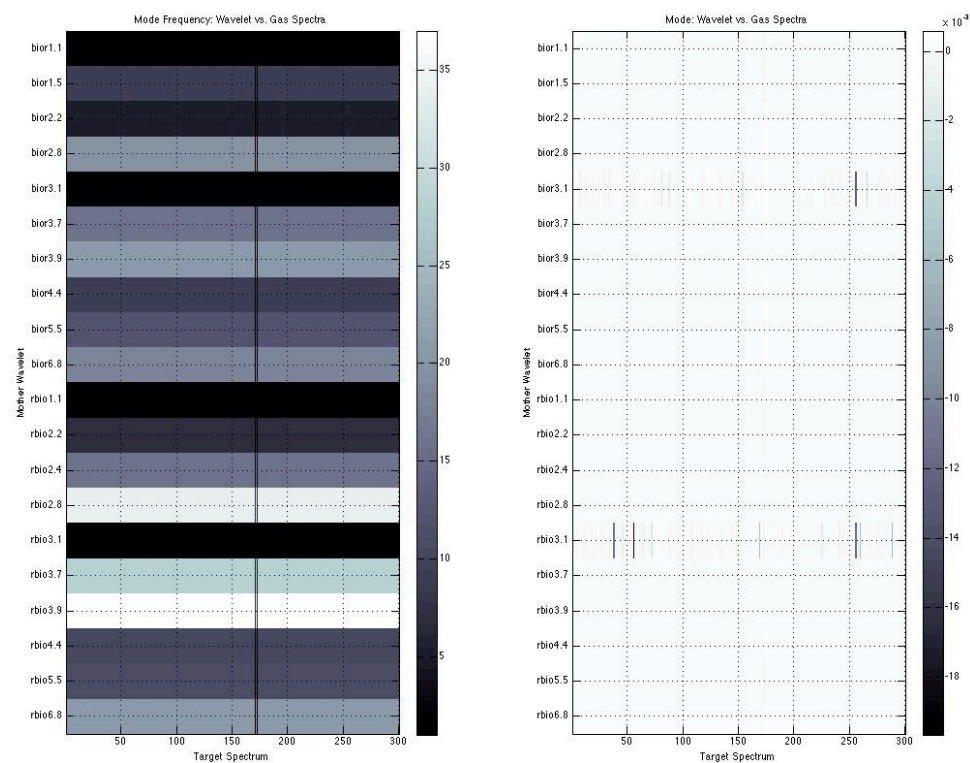 Mode Frequency: Wavelet vs. Gas Spectra
bior1.1
bior1.5
bior2.2
bior2.8
bior3.1
bior3.7
bior3.9
bior4.4
bior5.5
bior6.8
rbio1.1
rbio2.2
rbio2.4
rbio2.8
rbio3.1
rbio3.7
rbio3.9
rbio4.4
rbio5.5
rbio6.8
Mother Wavelet
50 100 150 200 250 300
Target Spectrum
35
30
25
20
15
10
5
Mode: Wavelet vs. Gas Spectra
bior1.1
bior1.5
bior2.2
bior2.8
bior3.1
bior3.7
bior3.9
bior4.4
bior5.5
bior6.8
rbio1.1
rbio2.2
rbio2.4
rbio2.8
rbio3.1
rbio3.7
rbio3.9
rbio4.4
rbio5.5
rbio6.8
Mother Wavelet
50 100 150 200 250 300
Target Spectrum
x 10⁻³
0
-2
-4
-6
-8
-10
-12
-14
-16
-18